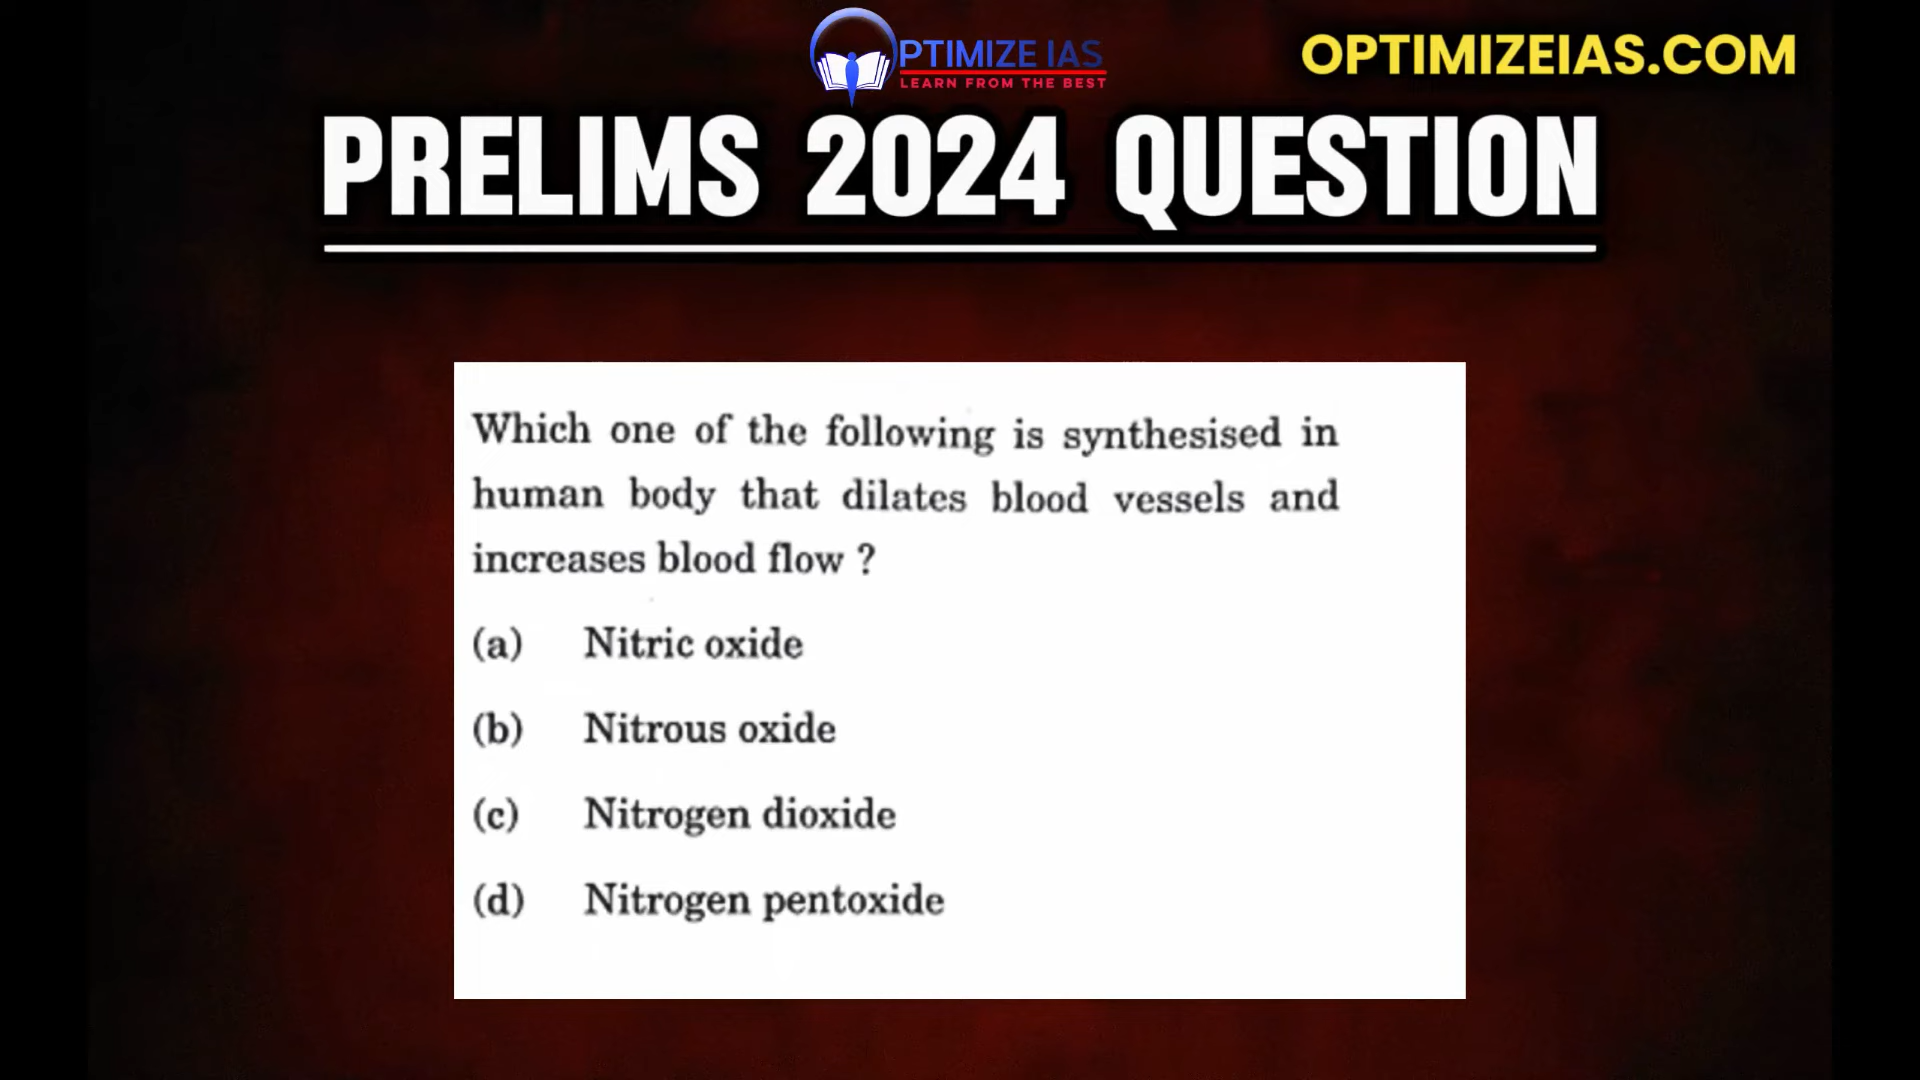 PTIMIZE IAS
LEARN FROM THE BEST
OPTIMIZEIAS.COM
PRELIMS 2024 QUESTION
Which one of the following is synthesised in
human body that dilates blood vessels and
increases blood flow ?
(a) Nitric oxide
(b) Nitrous oxide
(c) Nitrogen dioxide
(d) Nitrogen pentoxide